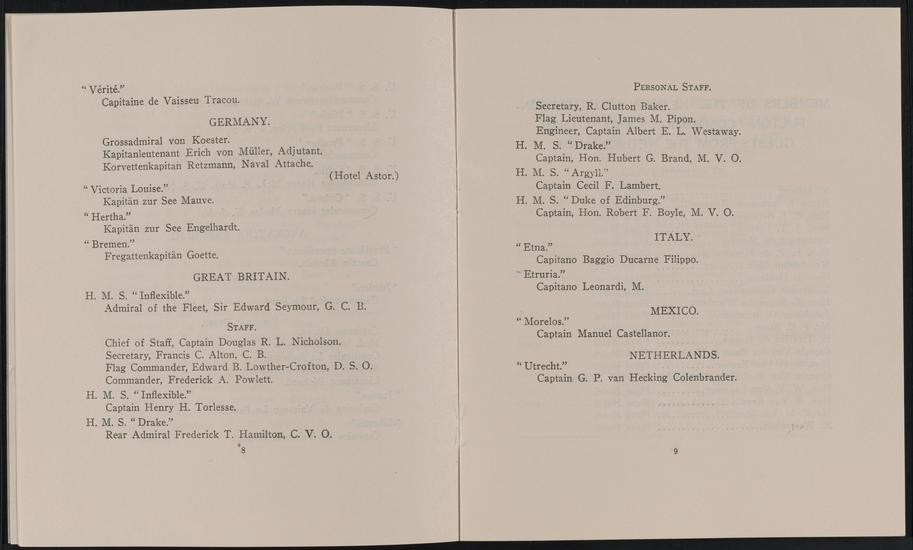 " Vérité."
Capitaine de Vaisseu Tracou.
GERMANY.
Grossadmiral von Koester.
Kapitanleutenant Erich von Müller, Adjutant.
Korvettenkapitan Retzmann, Naval Attache.
(Hotel Astor.)
" Victoria Louise."
Kapitän zur See Mauve.
" Hertha."
Kapitän zur See Engelhardt.
" Bremen."
Fregattenkapitän Goette.
GREAT BRITAIN.
H. M. S. " Inflexible."
Admiral of the Fleet, Sir Edward Seymour, G. C. B.
STAFF.
Chief of Staff, Captain Douglas R. L. Nicholson.
Secretary, Francis C. Alton, C. B.
Flag Commander, Edward B. Lowther-Crofton, D. S. O.
Commander, Frederick A. Powlett.
H. M. S. " Inflexible."
Captain Henry H. Torlesse.
H. M. S. " Drake."
Rear Admiral Frederick T. Hamilton, C. V. O.
8
PERSONAL STAFF.
Secretary, R. Clutton Baker.
Flag Lieutenant, James M. Pipon.
Engineer, Captain Albert E. L. Westaway.
H. M. S. " Drake."
Captain, Hon. Hubert G. Brand, M. V. O.
H. M. S. " Argyll."
Captain Cecil F. Lambert.
H. M. S. " Duke of Edinburg."
Captain, Hon. Robert F. Boyle, M. V. O.
ITALY.
" Etna."
Capitano Baggio Ducarne Filippo.
" Etruria."
Capitano Leonardi, M.
MEXICO.
" Morelos."
Captain Manuel Castellanor.
NETHERLANDS.
" Utrecht."
Captain G. P. van Hecking Colenbrander.
9